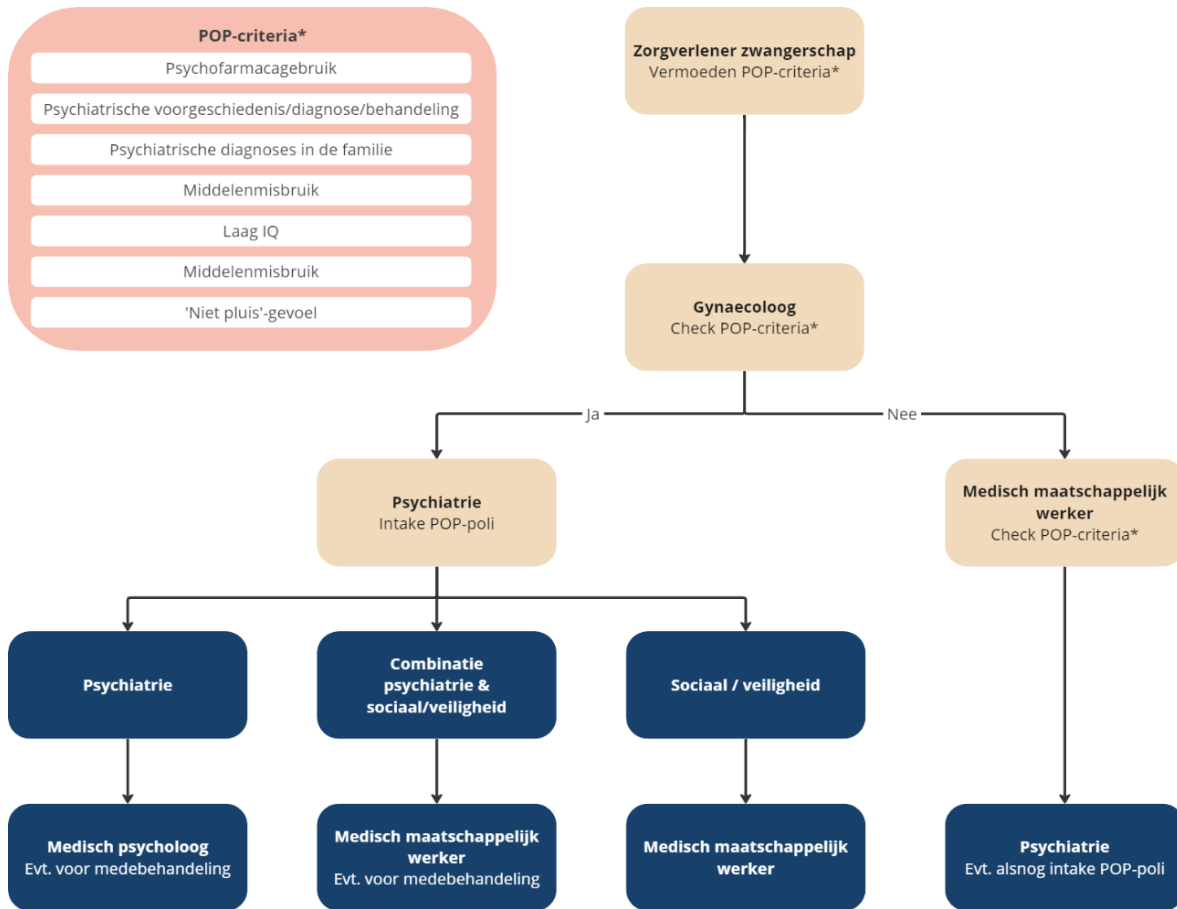 POP-criteria*
Psychofarmacagebruik
Psychiatrische voorgeschiedenis/diagnose/behandeling
Psychiatrische diagnoses in de familie
Middelenmisbruik
Laag IQ
Middelenmisbruik
'Niet pluis'-gevoel
Zorgverlener zwangerschap
Vermoeden POP-criteria*
Gynaecoloog
Check POP-criteria*
Ja
Nee
Psychiatrie
Intake POP-poli
Medisch maatschappelijk
werker
Check POP-criteria*
Psychiatrie
Combinatie
psychiatrie &
sociaal/veiligheid
Sociaal / veiligheid
Medisch psycholoog
Evt. voor medebehandeling
Medisch maatschappelijk
werker
Evt. voor medebehandeling
Medisch maatschappelijk
werker
Psychiatrie
Evt. alsnog intake POP-poli